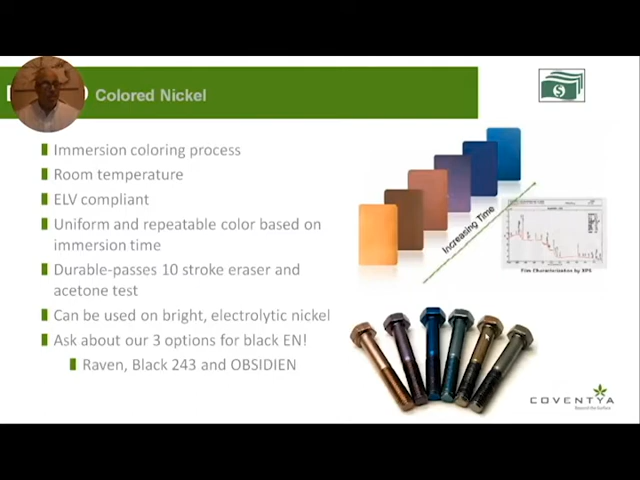 Colored Nickel
Immersion coloring process
Room temperature
ELV compliant
Uniform and repeatable color based on
immersion time
Durable-passes 10 stroke eraser and
acetone test
Can be used on bright, electrolytic nickel
Ask about our 3 options for black EN!
Raven, Black 243 and OBSIDIEN
$
Increasing Time
Film Characterization by XPS
COVENTYA
Beyond the Surface